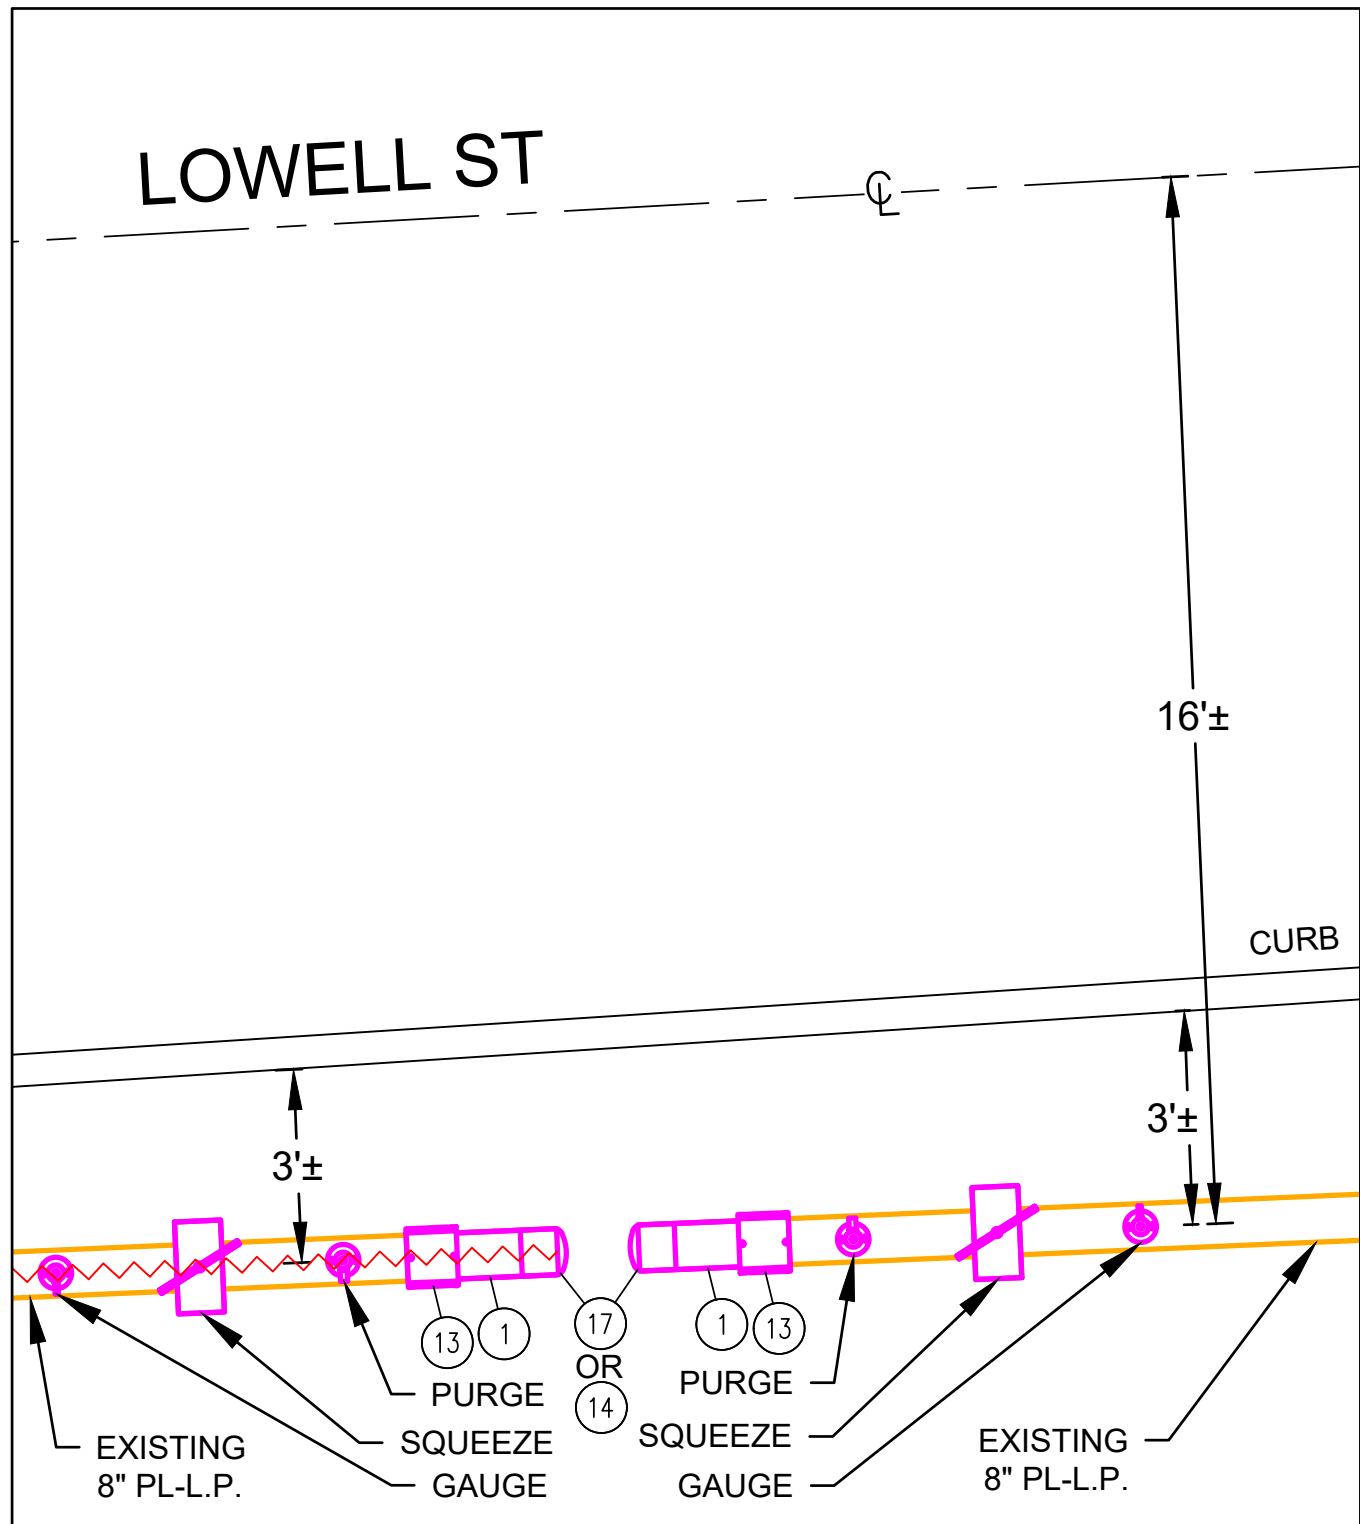 LOWELL ST
℄
16'±
CURB
3'±
3'±
13
1
17
OR
14
1
13
PURGE
SQUEEZE
GAUGE
EXISTING
8" PL-L.P.
PURGE
SQUEEZE
GAUGE
EXISTING
8" PL-L.P.